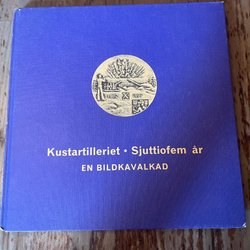 Kustartilleriet • Sjuttiofem år
EN BILDKAVALKAD